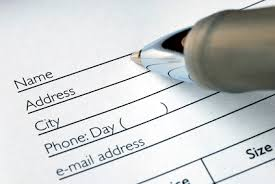 Name
Address
City
Phone: Day (      )
e-mail address
Size